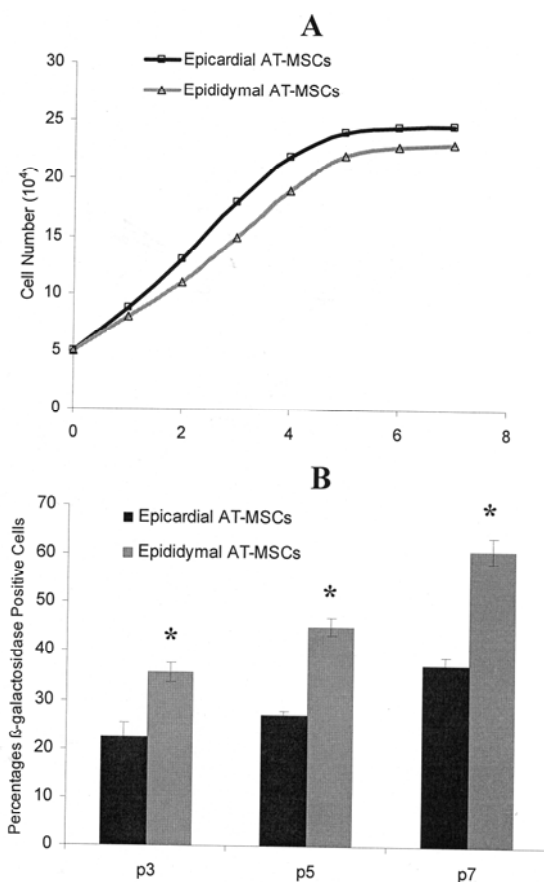 A
Epicardial AT-MSCs
Epididymal AT-MSCs
Cell Number (10⁴)
30
25
20
15
10
5
0
0 2 4 6 8
B
Epicardial AT-MSCs
Epididymal AT-MSCs
Percentages ß-galactosidase Positive Cells
70
60
50
40
30
20
10
0
* * *
p3 p5 p7